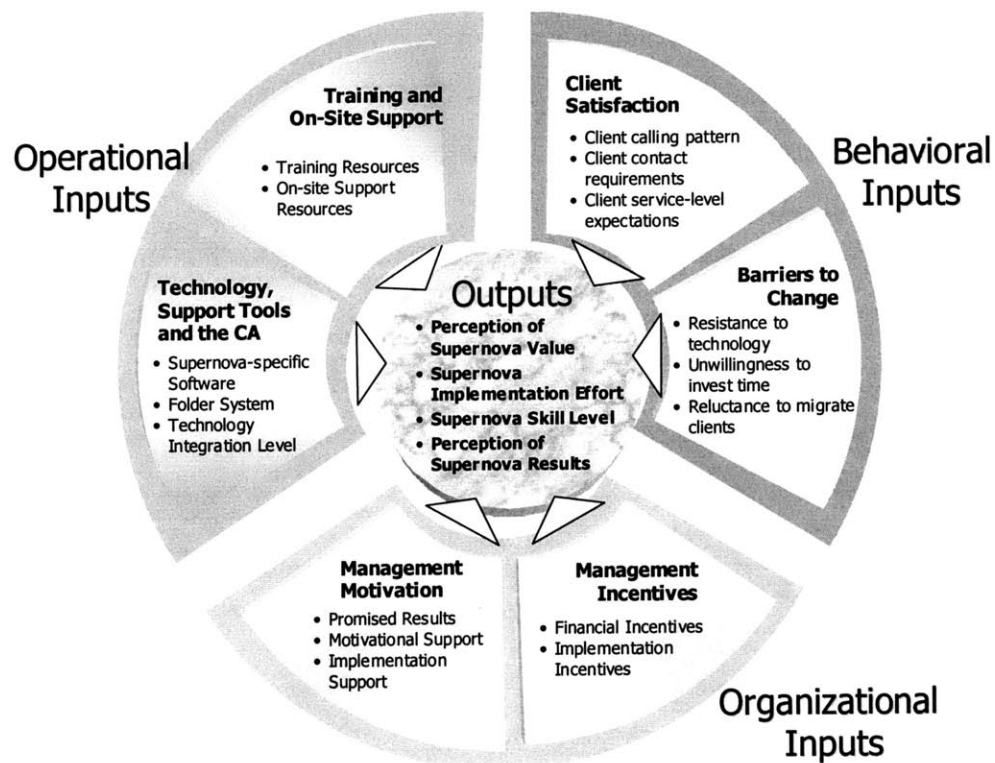 Operational
Inputs
Training and
On-Site Support
• Training Resources
• On-site Support
Resources
Technology,
Support Tools
and the CA
• Supernova-specific
Software
• Folder System
• Technology
Integration Level
Client
Satisfaction
• Client calling pattern
• Client contact
requirements
• Client service-level
expectations
Behavioral
Inputs
Barriers to
Change
• Resistance to
technology
• Unwillingness to
invest time
• Reluctance to migrate
clients
Outputs
• Perception of
Supernova Value
• Supernova
Implementation Effort
• Supernova Skill Level
• Perception of
Supernova Results
Management
Motivation
• Promised Results
• Motivational Support
• Implementation
Support
Management
Incentives
• Financial Incentives
• Implementation
Incentives
Organizational
Inputs